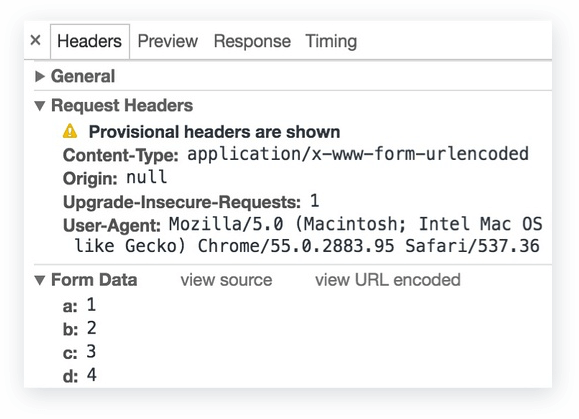 × Headers Preview Response Timing
▶ General
▼ Request Headers
⚠ Provisional headers are shown
Content-Type: application/x-www-form-urlencoded
Origin: null
Upgrade-Insecure-Requests: 1
User-Agent: Mozilla/5.0 (Macintosh; Intel Mac OS
like Gecko) Chrome/55.0.2883.95 Safari/537.36
▼ Form Data view source view URL encoded
a: 1
b: 2
c: 3
d: 4